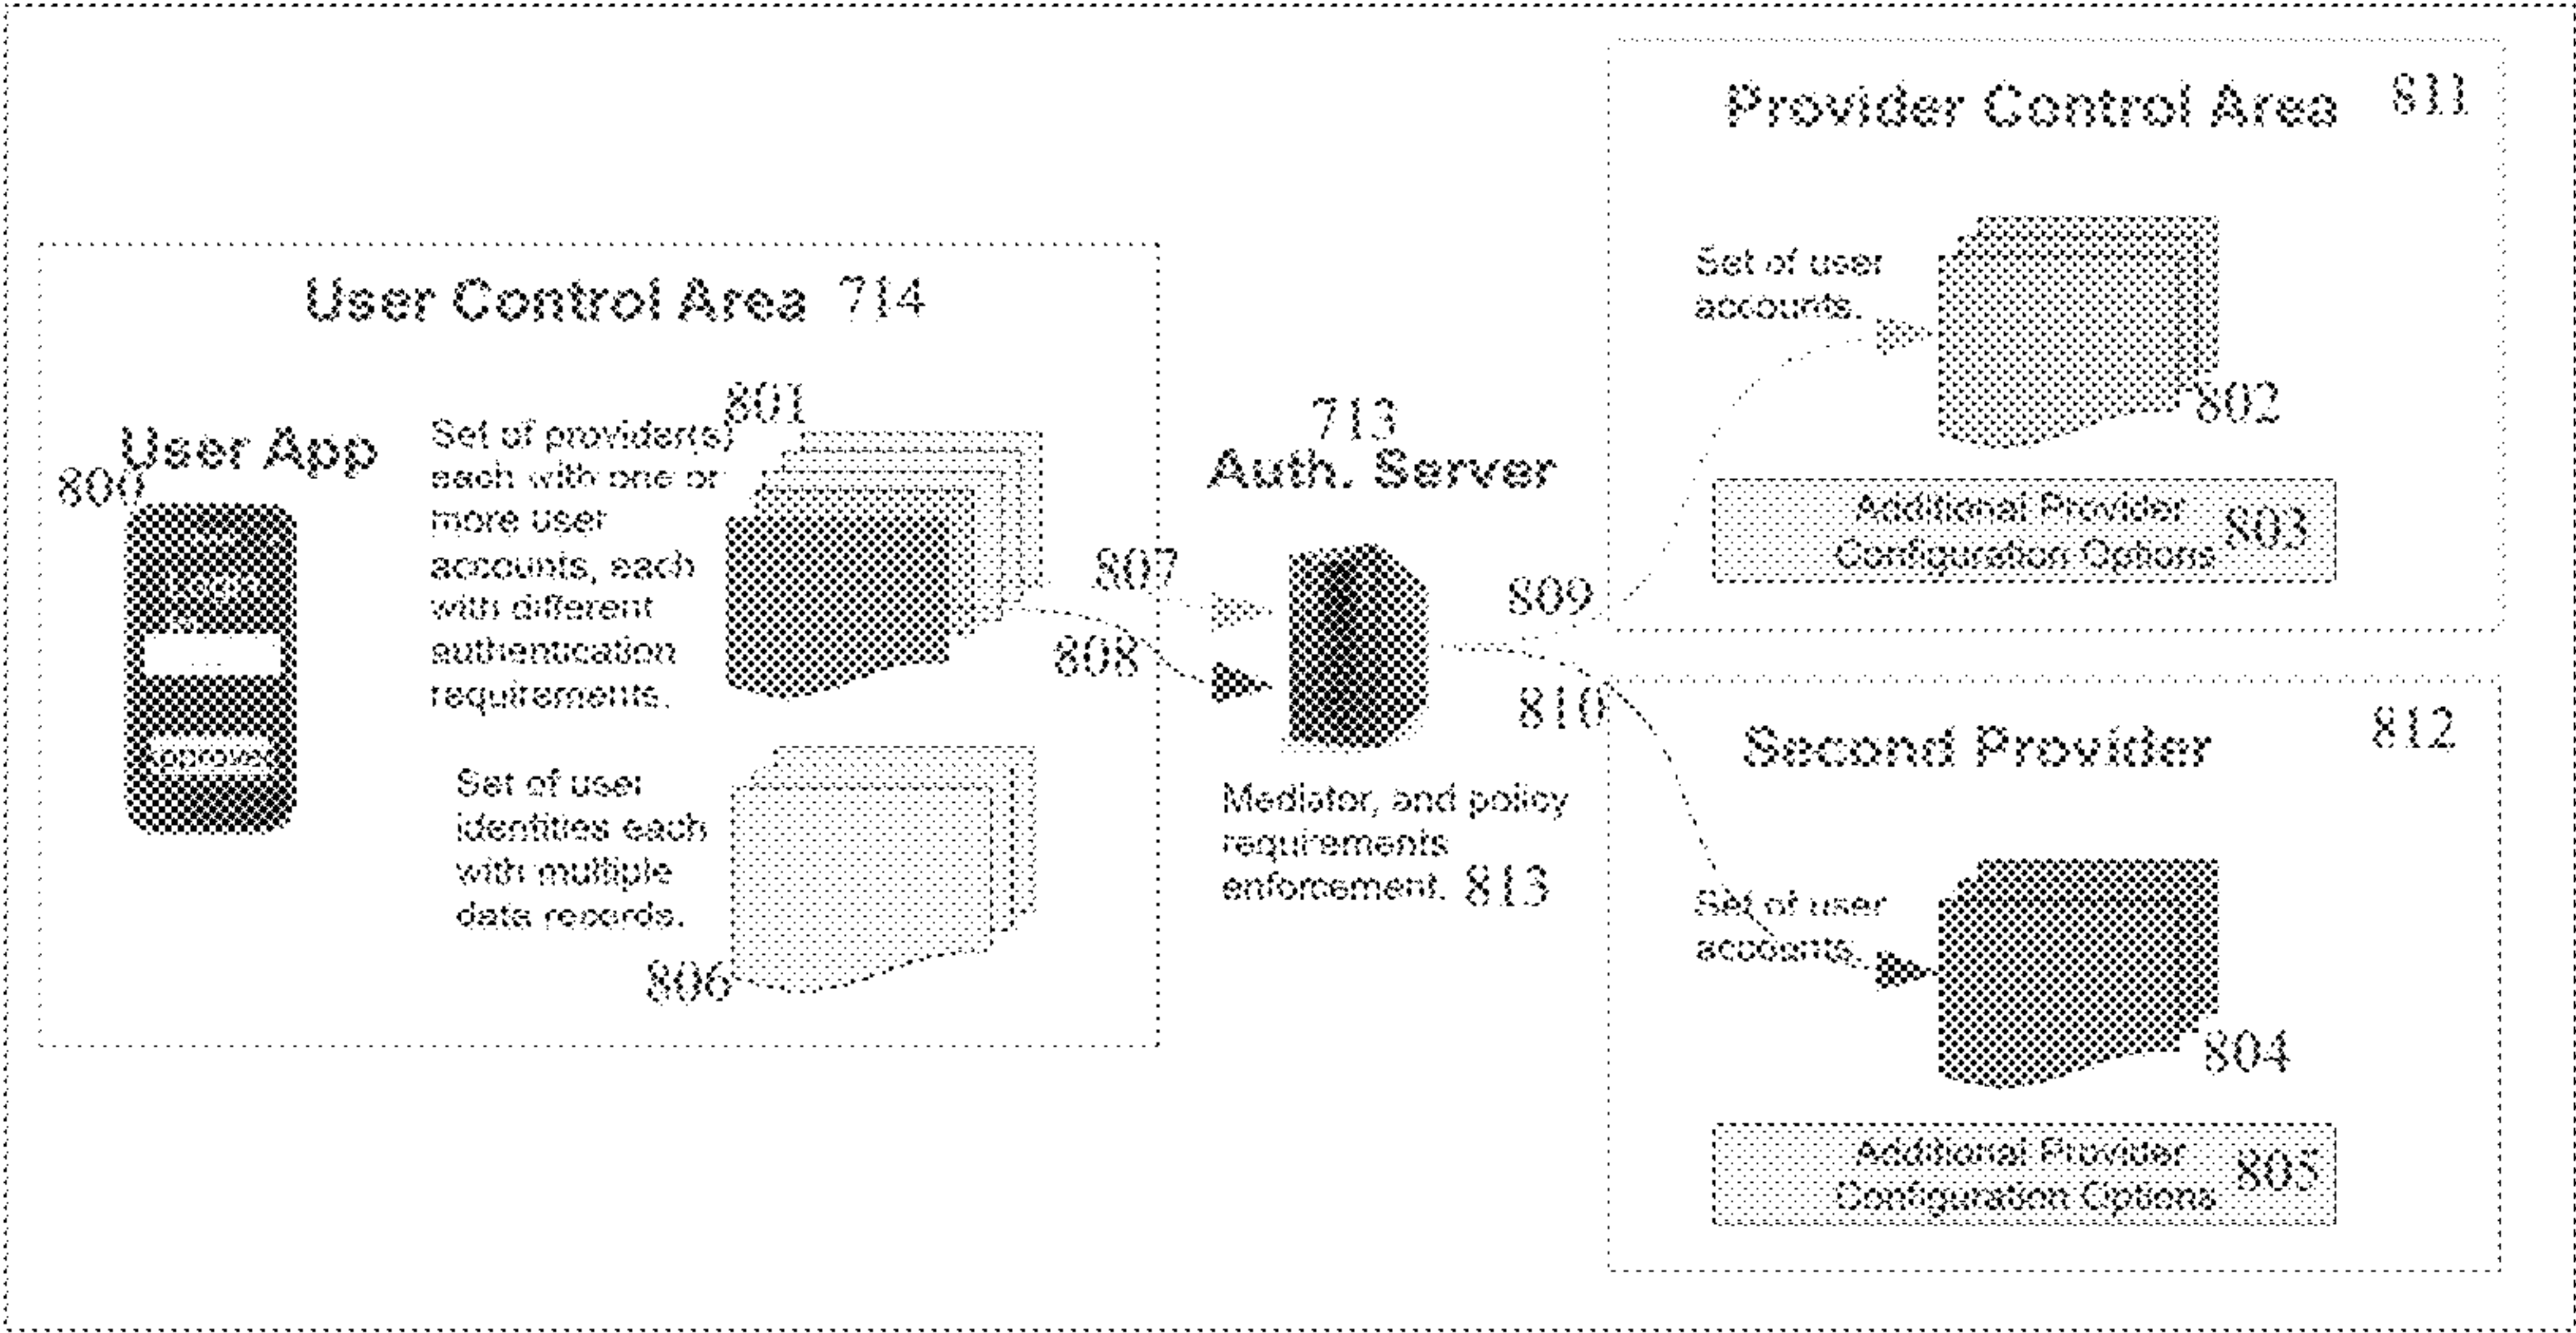 Provider Control Area 811
Set of user
accounts.
802
Additional Provider
Configuration Options 803
User Control Area 714
User App
800
Login
...
Approve
801
Set of provider(s)
each with one or
more user
accounts, each
with different
authentication
requirements.
Set of user
identities each
with multiple
data records.
806
807
808
713
Auth. Server
Mediator, and policy
requirements
enforcement. 813
809
810
812
Second Provider
Set of user
accounts.
804
Additional Provider
Configuration Options 805